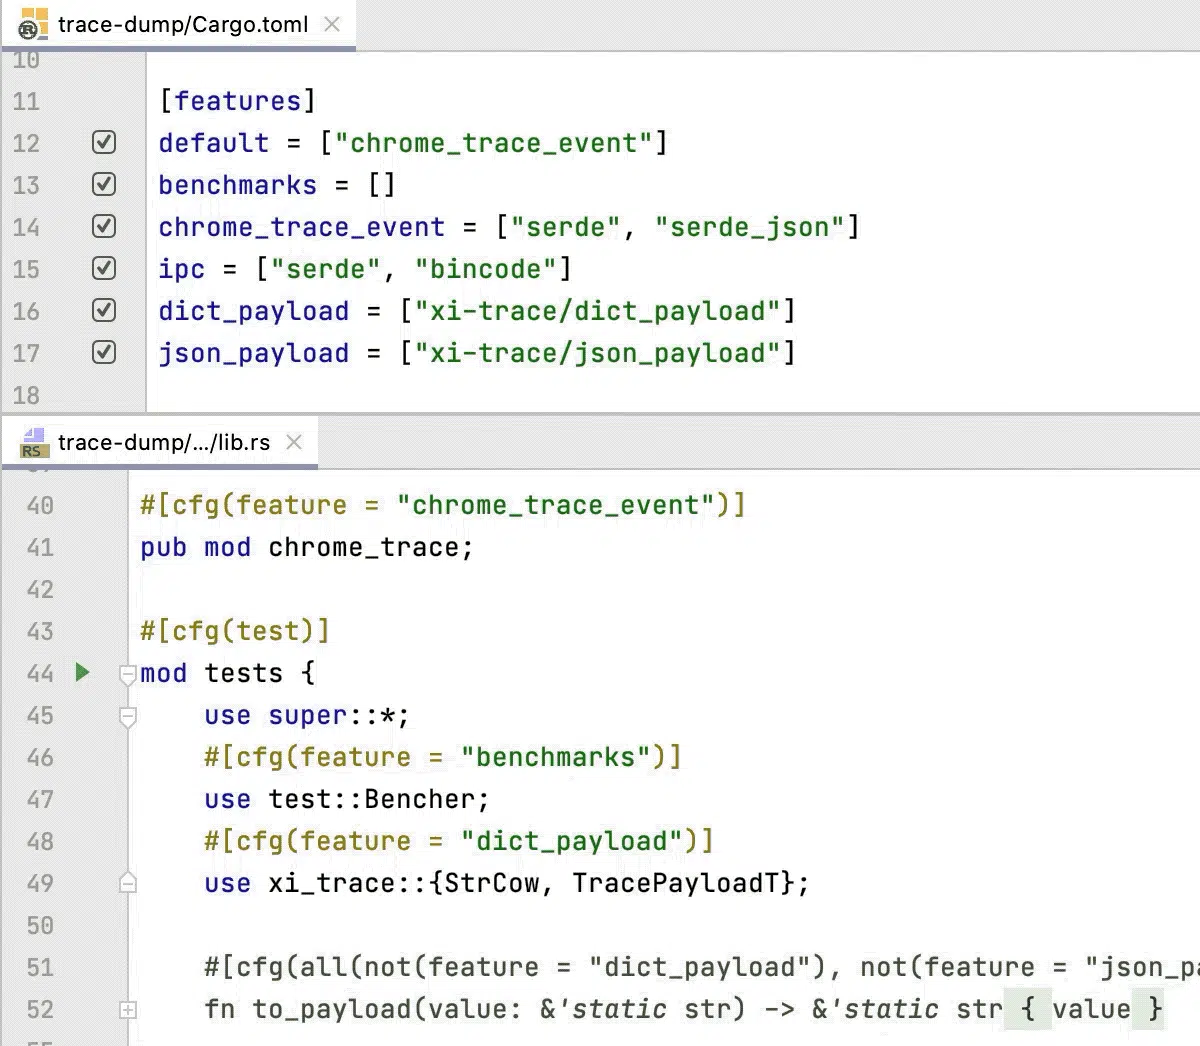 trace-dump/Cargo.toml
10
11 [features]
12 default = ["chrome_trace_event"]
13 benchmarks = []
14 chrome_trace_event = ["serde", "serde_json"]
15 ipc = ["serde", "bincode"]
16 dict_payload = ["xi-trace/dict_payload"]
17 json_payload = ["xi-trace/json_payload"]
18
RS trace-dump/.../lib.rs
40 #[cfg(feature = "chrome_trace_event")]
41 pub mod chrome_trace;
42
43 #[cfg(test)]
44 mod tests {
45 use super::*;
46 #[cfg(feature = "benchmarks")]
47 use test::Bencher;
48 #[cfg(feature = "dict_payload")]
49 use xi_trace::{StrCow, TracePayloadT};
50
51 #[cfg(all(not(feature = "dict_payload"), not(feature = "json_pa
52 fn to_payload(value: &'static str) -> &'static str { value }